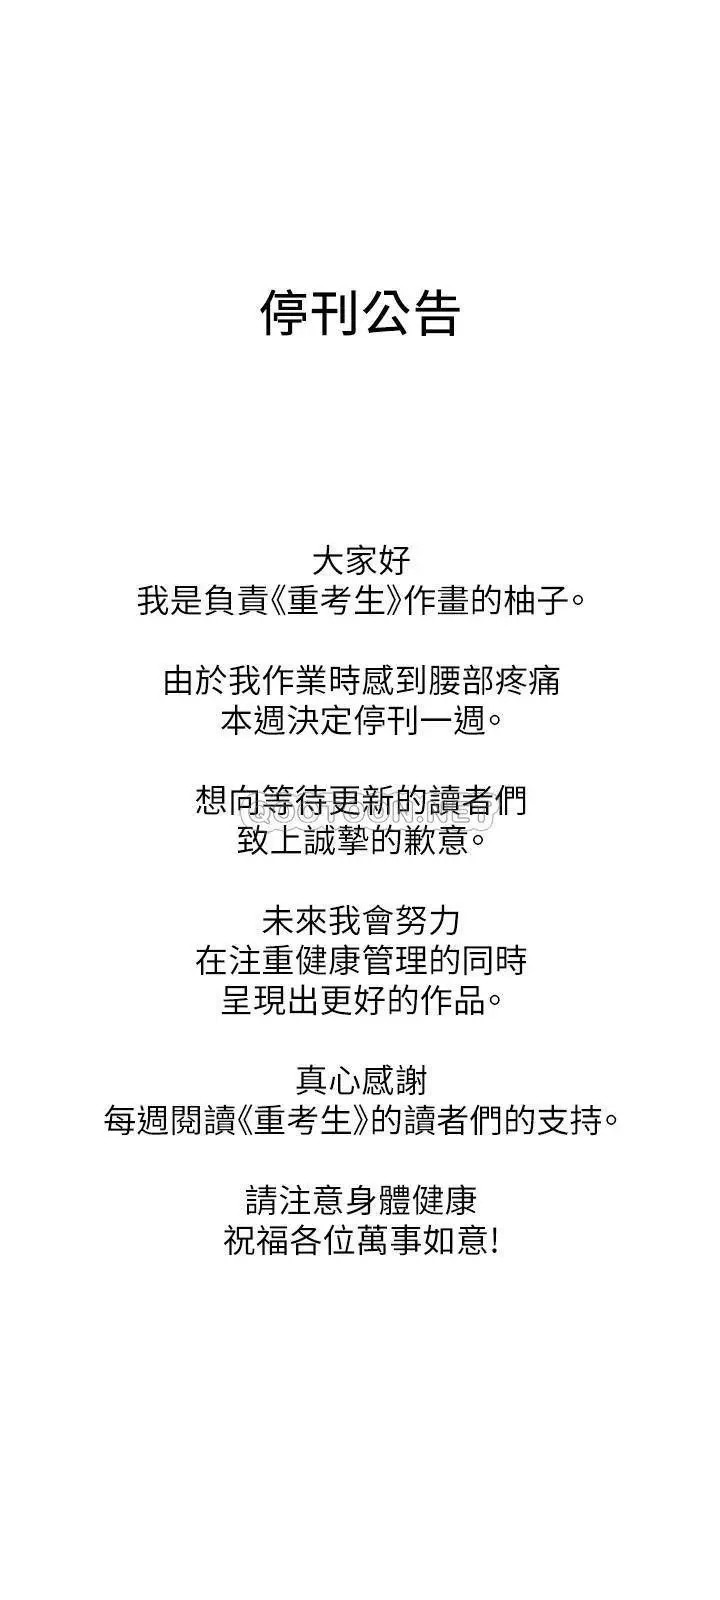 停刊公告
大家好
我是負責《重考生》作畫的柚子。
由於我作業時感到腰部疼痛
本週決定停刊一週。
想向等待更新的讀者們
QOOTOON.NET
致上誠摯的歉意。
未來我會努力
在注重健康管理的同時
呈現出更好的作品。
真心感謝
每週閱讀《重考生》的讀者們的支持。
請注意身體健康
祝福各位萬事如意!